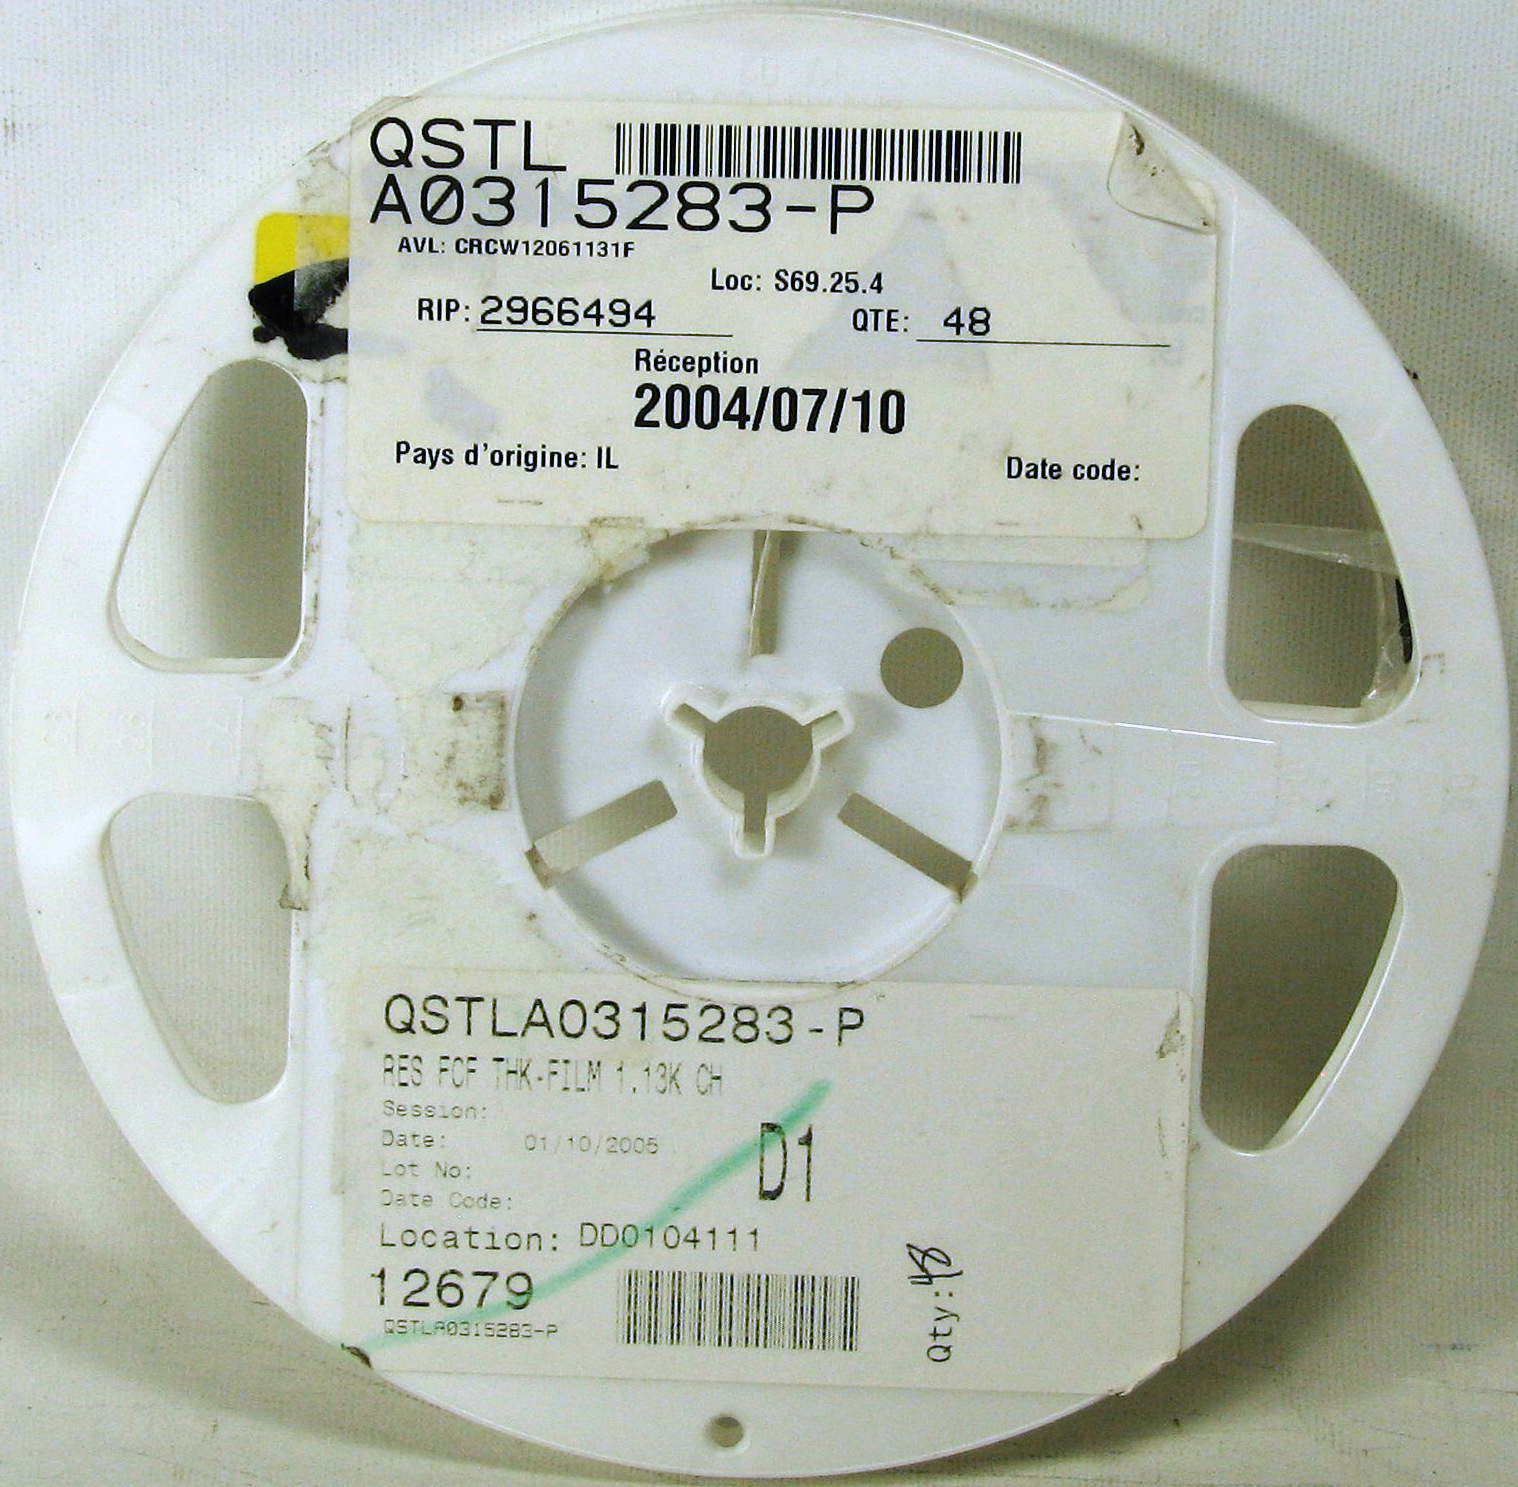 QSTL
A0315283-P
AVL: CRCW12061131F
Loc: S69.25.4
RIP: 2966494 QTE: 48
Réception
2004/07/10
Pays d'origine: IL Date code:
QSTLA0315283-P
RES FCF THK-FILM 1.13K CH
Session:
Date: 01/10/2005
Lot No:
Date Code:
D1
Location: DD0104111
12679
QSTLA0315283-P
Qty: 48